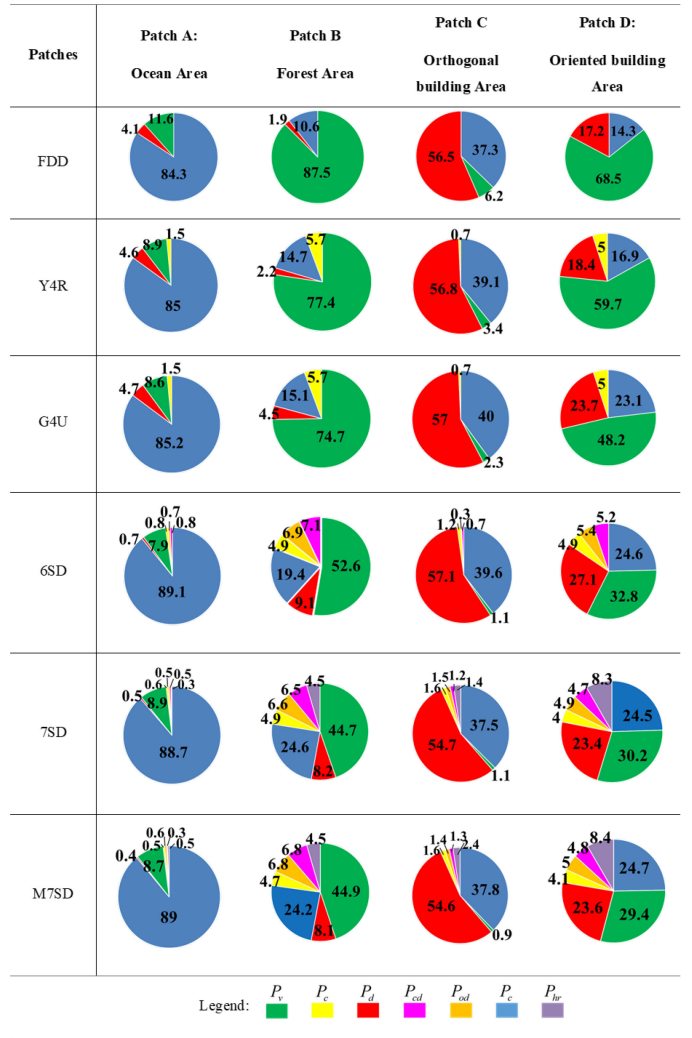 Patches
Patch A:
Ocean Area
Patch B
Forest Area
Patch C
Orthogonal
building Area
Patch D:
Oriented building
Area
FDD
4.1 11.6
84.3
1.9 10.6
87.5
56.5 37.3
6.2
17.2 14.3
68.5
Y4R
4.6 8.9 1.5
85
2.2 14.7 5.7
77.4
0.7
56.8 39.1
3.4
18.4 5 16.9
59.7
G4U
4.7 8.6 1.5
85.2
4.5 15.1 5.7
74.7
0.7
57 40
2.3
23.7 5 23.1
48.2
6SD
0.7 7.9 0.8 0.7 0.8
89.1
9.1 19.4 4.9 6.9 7.1
52.6
1.2 0.3 0.7
57.1 39.6
1.1
27.1 4.9 5.4 5.2 24.6
32.8
7SD
0.5 8.9 0.6 0.5 0.5 0.3
88.7
8.2 24.6 4.9 6.6 6.5 4.5
44.7
1.6 1.5 1.2 1.4
54.7 37.5
1.1
23.4 4 4.9 4.7 8.3 24.5
30.2
M7SD
0.4 8.7 0.5 0.6 0.3 0.5
89
8.1 24.2 4.7 6.8 6.8 4.5
44.9
1.6 1.4 1.3 2.4
54.6 37.8
0.9
23.6 4.1 5 4.8 8.4 24.7
29.4
Legend: Pv Pc Pd Pcd Pod Pc Phr